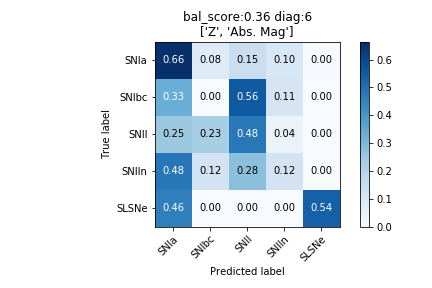 bal_score:0.36 diag:6
['Z', 'Abs. Mag']
True label
SNIa 0.66 0.08 0.15 0.10 0.00
SNIbc 0.33 0.00 0.56 0.11 0.00
SNII 0.25 0.23 0.48 0.04 0.00
SNIIn 0.48 0.12 0.28 0.12 0.00
SLSNe 0.46 0.00 0.00 0.00 0.54
SNIa SNIbc SNII SNIIn SLSNe
Predicted label
0.6
0.5
0.4
0.3
0.2
0.1
0.0